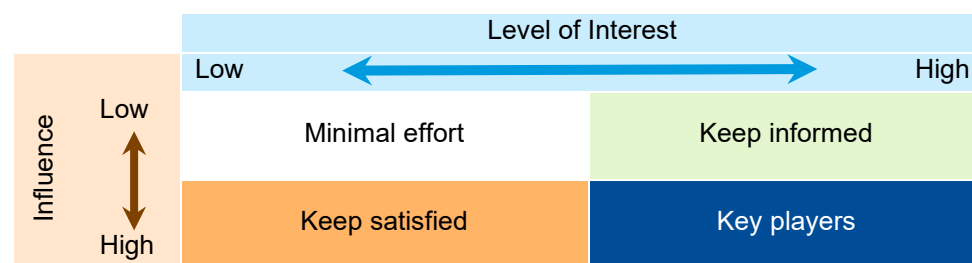 Level of Interest
Low High
Influence
Low
High
Minimal effort Keep informed
Keep satisfied Key players